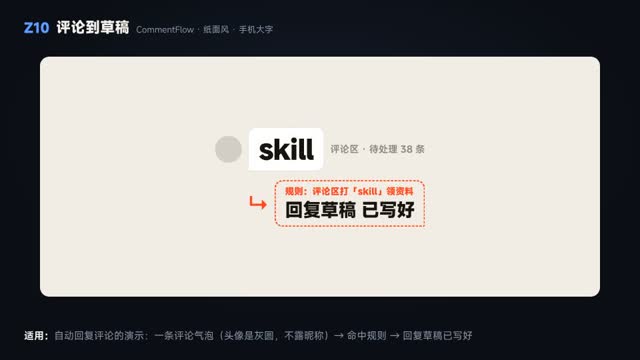 Z10 评论到草稿 CommentFlow · 纸面风 · 手机大字
skill 评论区 · 待处理 38 条
规则：评论区打「skill」领资料
回复草稿 已写好
适用：自动回复评论的演示：一条评论气泡（头像是灰圆，不露昵称）→ 命中规则 → 回复草稿已写好